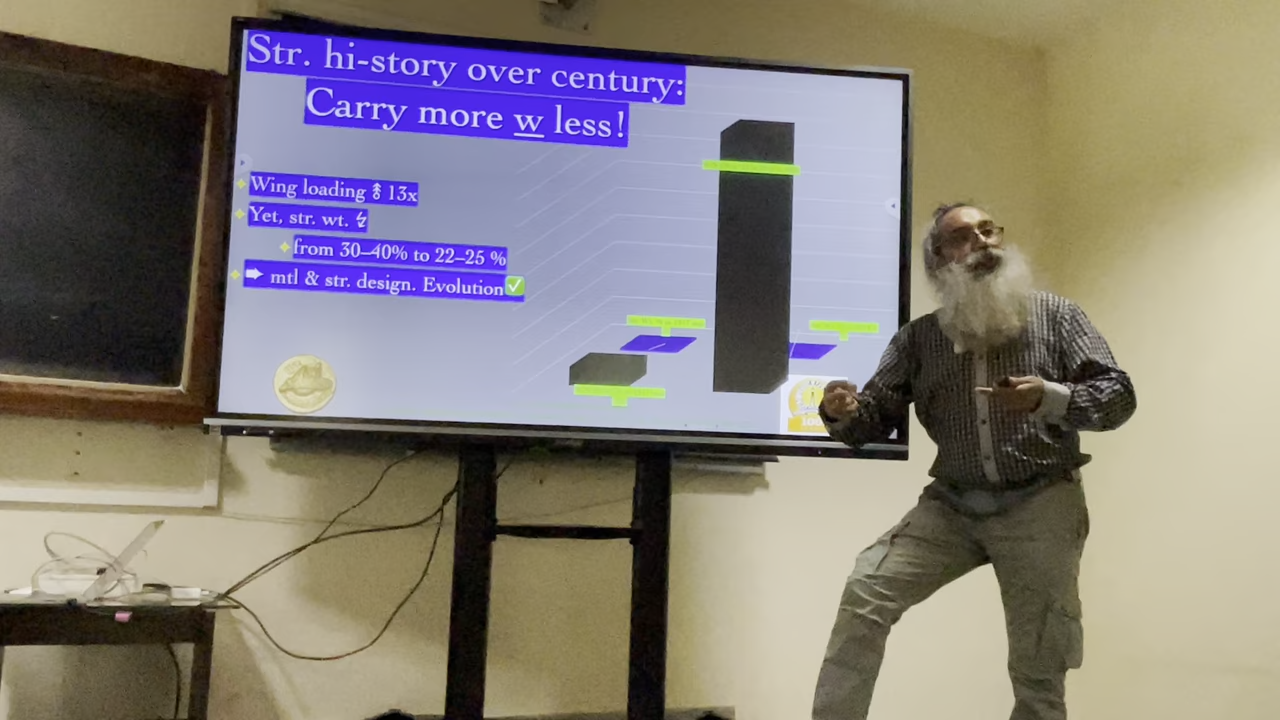 Str. hi-story over century:
Carry more w less!
Wing loading ⇞ 13x
Yet, str. wt. ↯
from 30–40% to 22–25 %
➨ mtl & str. design. Evolution✅